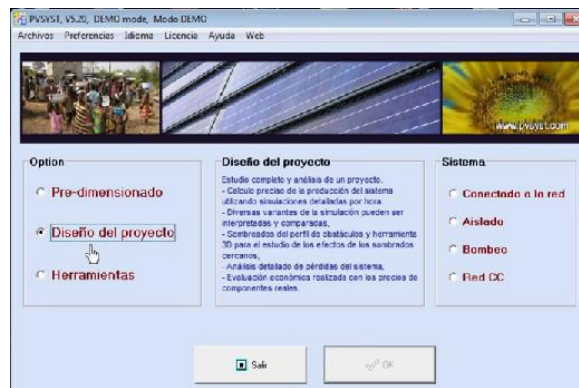 PVSYST, V5.20, DEMO mode, Modo DEMO
Archivos Preferencias Idioma Licencia Ayuda Web
www.pvsyst.com
Option
Pre-dimensionado
Diseño del proyecto
Herramientas
Diseño del proyecto
Estudio completo y análisis de un proyecto.
- Calculo preciso de la producción del sistema
utilizando simulaciones detalladas por hora
- Diversas variantes de la simulación pueden ser
interpretadas y comparadas,
- Sombreados del perfil de obstáculos y herramienta
3D para el estudio de los efectos de los sombreados
cercanos,
- Análisis detallado de pérdidas del sistema,
- Evaluación económica realizada con los precios de
componentes reales.
Sistema
Conectado a la red
Aislado
Bombeo
Red CC
Salir
OK